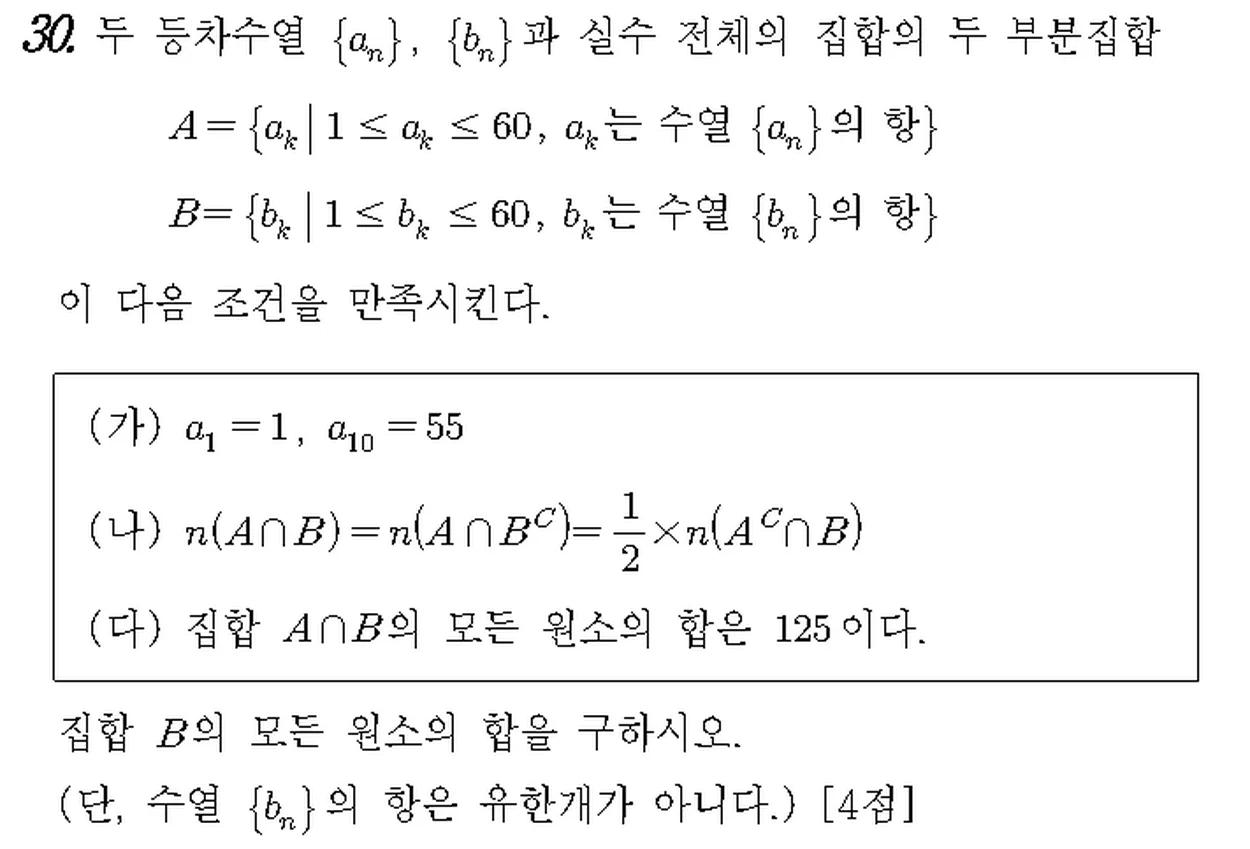 30. 두 등차수열 {aₙ}, {bₙ}과 실수 전체의 집합의 두 부분집합
A={aₖ | 1 ≤ aₖ ≤ 60, aₖ는 수열 {aₙ}의 항}
B={bₖ | 1 ≤ bₖ ≤ 60, bₖ는 수열 {bₙ}의 항}
이 다음 조건을 만족시킨다.
(가) a₁ = 1, a₁₀ = 55
(나) n(A∩B) = n(A∩B^C) = 1/2 × n(A^C∩B)
(다) 집합 A∩B의 모든 원소의 합은 125이다.
집합 B의 모든 원소의 합을 구하시오.
(단, 수열 {bₙ}의 항은 유한개가 아니다.) [4점]